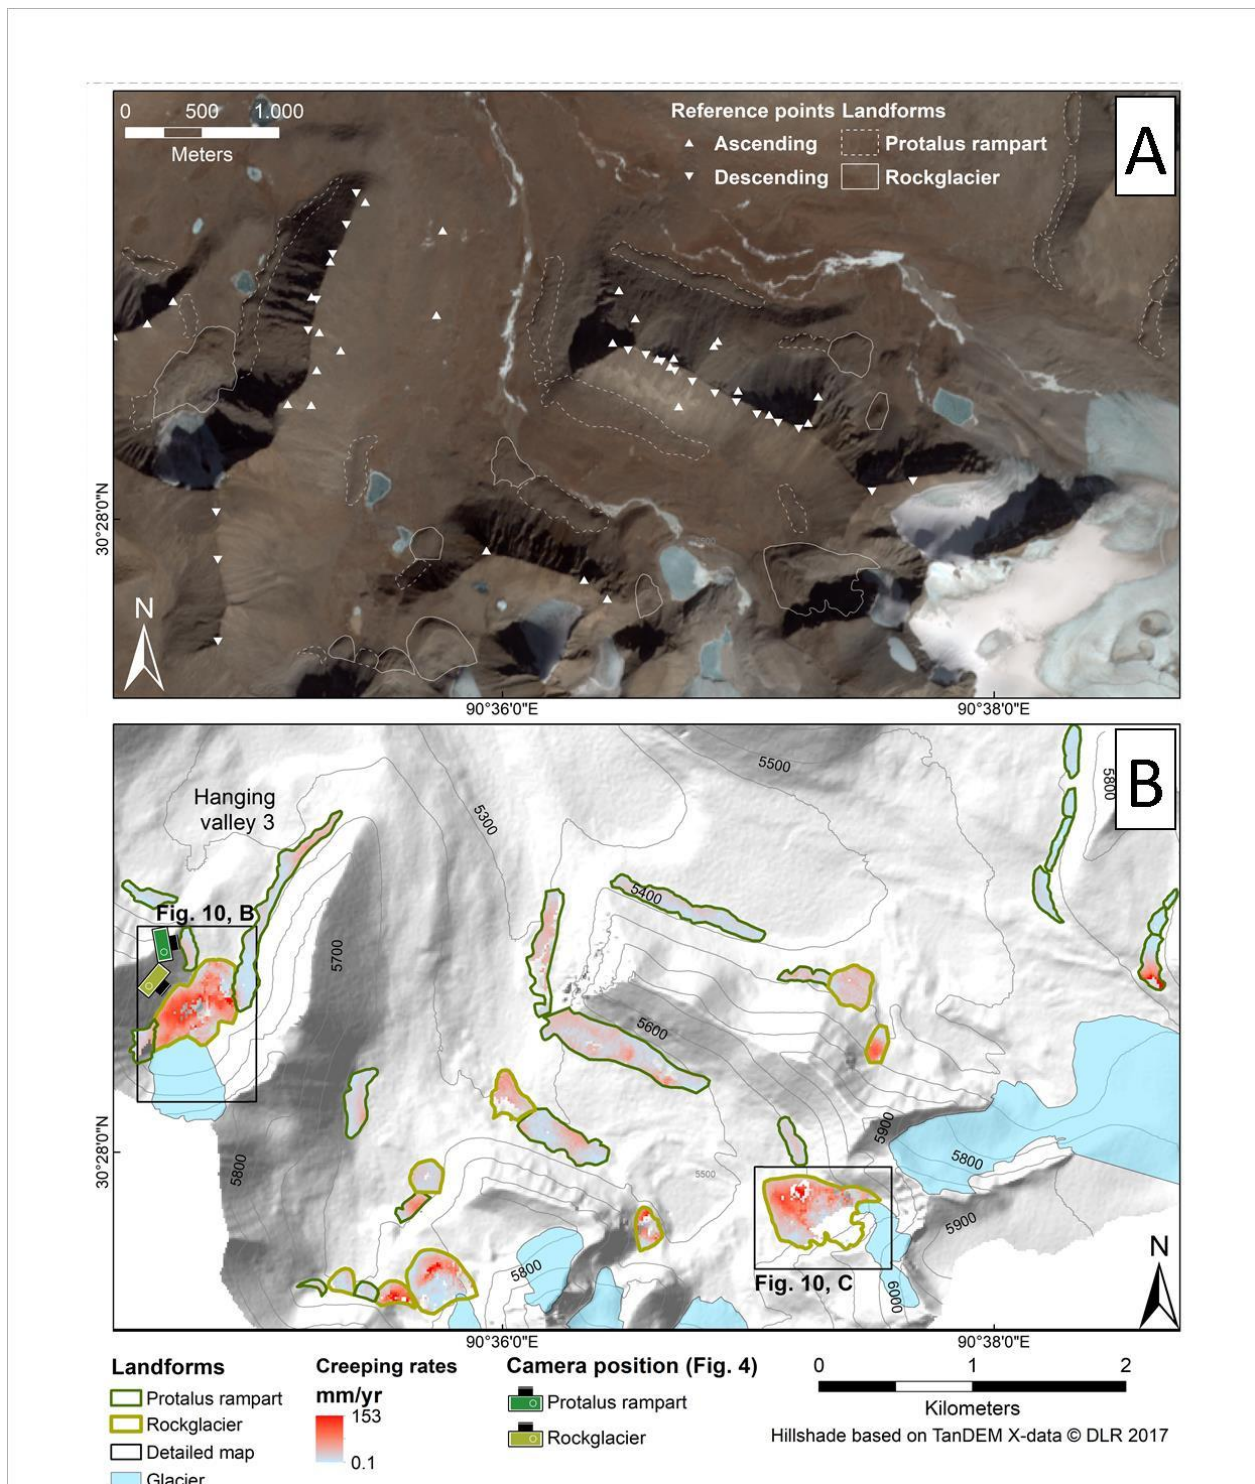 0 500 1.000
Meters
Reference points Landforms
Ascending Protalus rampart
Descending Rockglacier
A
N
30°28'0"N
5500
90°36'0"E 90°38'0"E
B
Hanging
valley 3
5500
5800
5300
5400
Fig. 10, B
5700
5600
5900
30°28'0"N
5800
5500
5800
5900
N
5800
Fig. 10, C
6000
90°36'0"E 90°38'0"E
Landforms
Protalus rampart
Rockglacier
Detailed map
Glacier
Creeping rates
mm/yr
153
0.1
Camera position (Fig. 4)
Protalus rampart
Rockglacier
0 1 2
Kilometers
Hillshade based on TanDEM X-data © DLR 2017